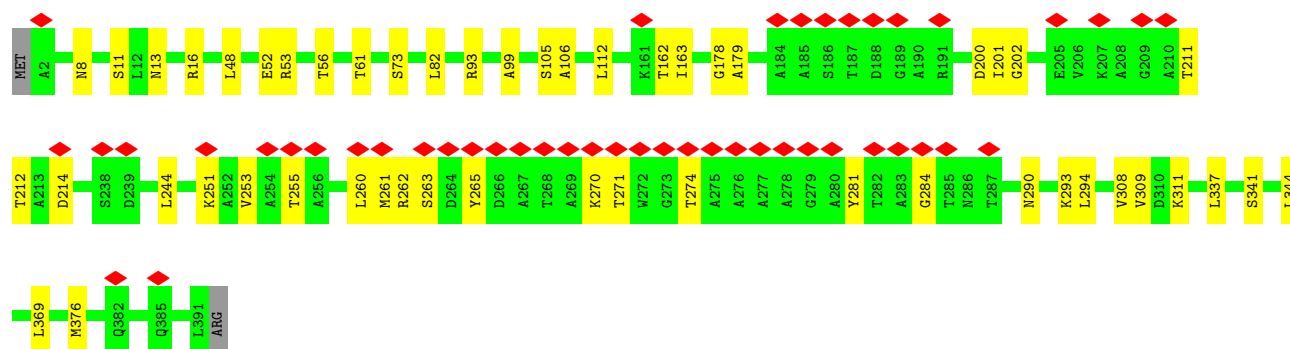 MET A2 N8 S11 L12 N13 R16 L48 E52 R53 T56 T61 S73 L82 R93 A99 S105 A106 L112 K161 T162 I163 G178 A179 A184 A185 S186 T187 D188 G189 A190 R191 D200 I201 G202 E205 V206 K207 A208 G209 A210 T211
T212 A213 D214 S238 D239 L244 K251 A252 V253 A254 T255 A256 L260 M261 R262 S263 D264 Y265 D266 A267 T268 A269 K270 T271 W272 G273 T274 A275 A276 A277 A278 G279 A280 Y281 T282 A283 G284 T285 N286 T287 N290 K293 L294 V308 V309 D310 K311 L337 S341 L344
L369 M376 Q382 Q385 L391 ARG